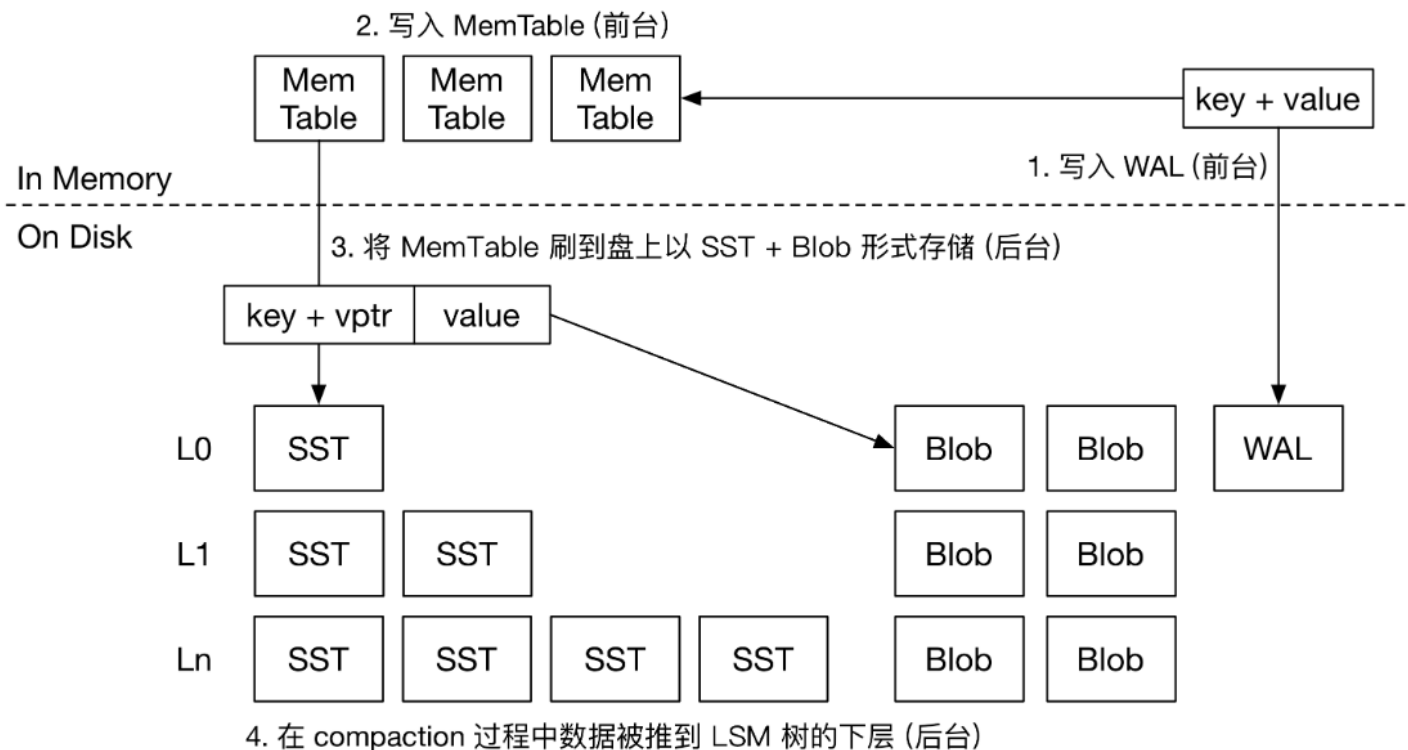 2. 写入 MemTable (前台)
Mem
Table
Mem
Table
Mem
Table
key + value
1. 写入 WAL (前台)
In Memory
On Disk
3. 将 MemTable 刷到盘上以 SST + Blob 形式存储 (后台)
key + vptr
value
L0
SST
Blob
Blob
WAL
L1
SST
SST
Blob
Blob
Ln
SST
SST
SST
SST
Blob
Blob
4. 在 compaction 过程中数据被推到 LSM 树的下层 (后台)